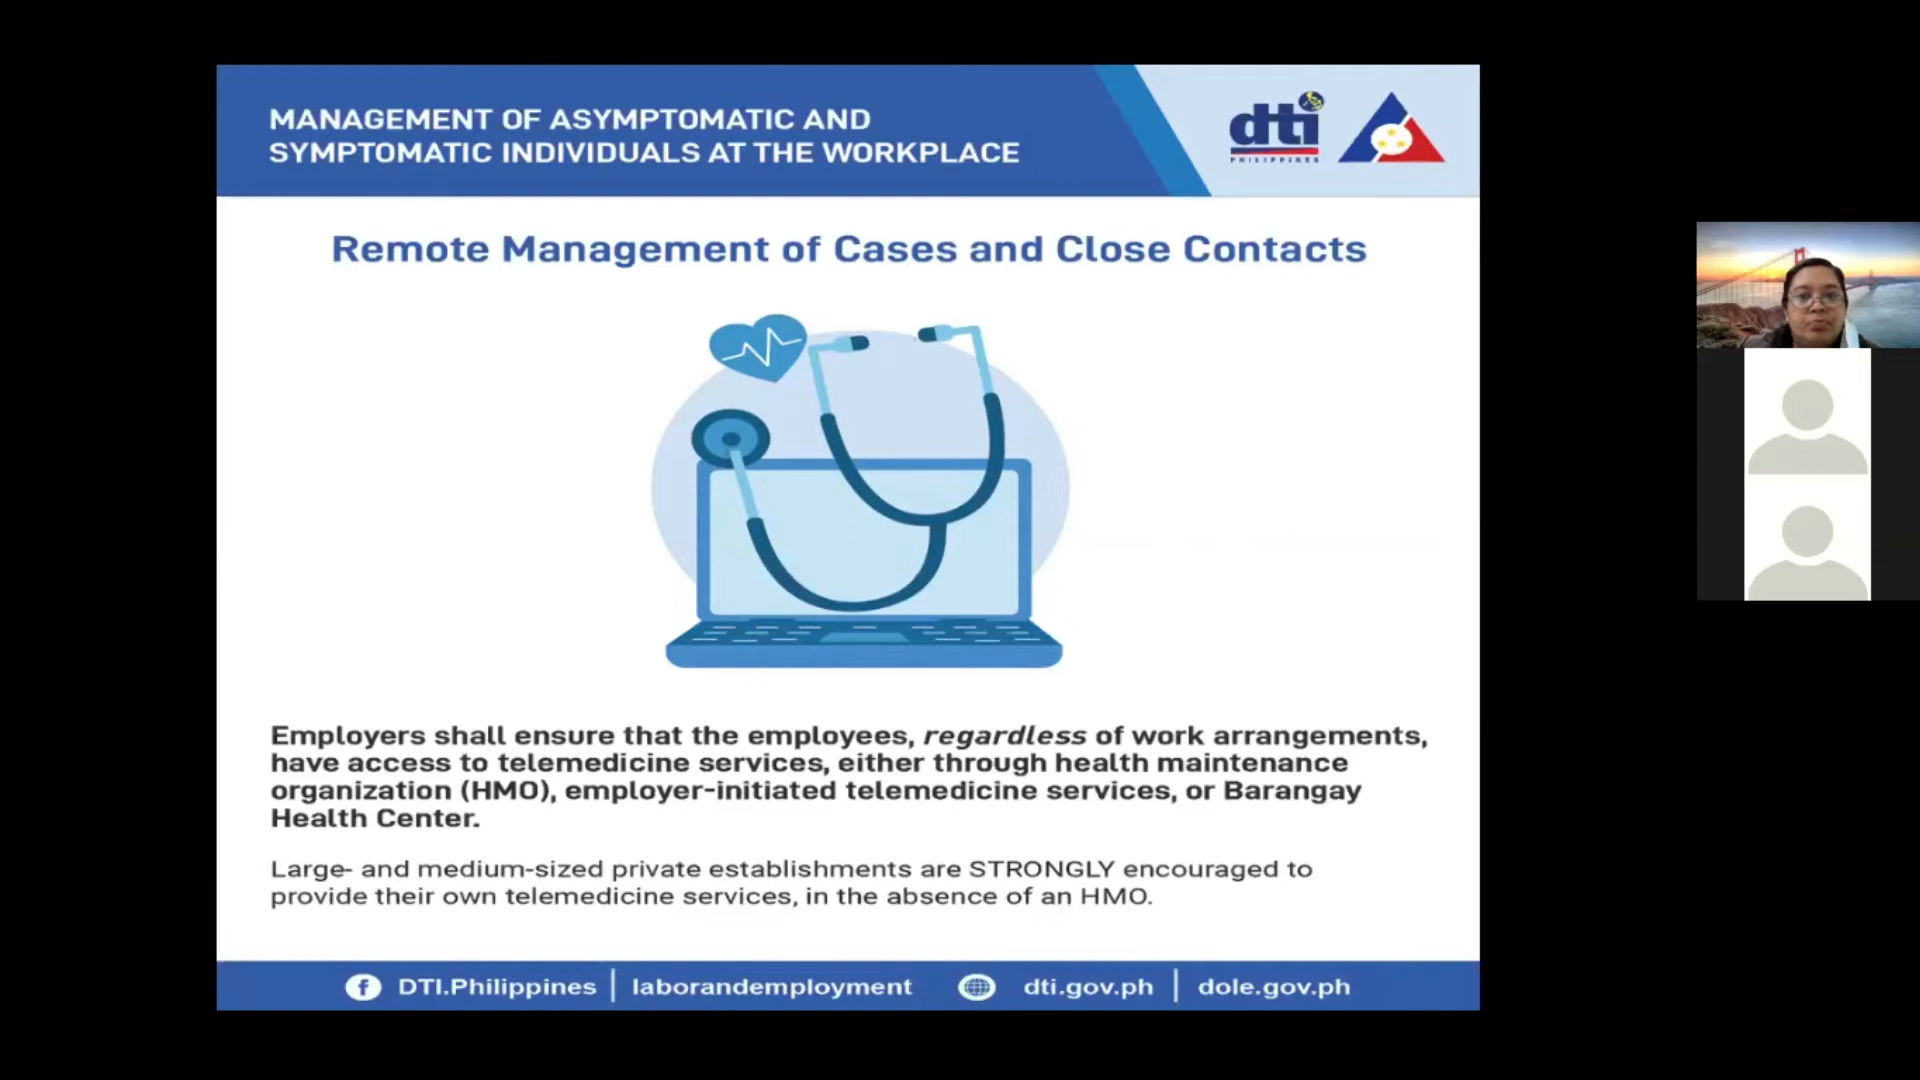 MANAGEMENT OF ASYMPTOMATIC AND
SYMPTOMATIC INDIVIDUALS AT THE WORKPLACE
dti
PHILIPPINES
Remote Management of Cases and Close Contacts
Employers shall ensure that the employees, regardless of work arrangements,
have access to telemedicine services, either through health maintenance
organization (HMO), employer-initiated telemedicine services, or Barangay
Health Center.
Large- and medium-sized private establishments are STRONGLY encouraged to
provide their own telemedicine services, in the absence of an HMO.
f DTI.Philippines | laborandemployment dti.gov.ph | dole.gov.ph